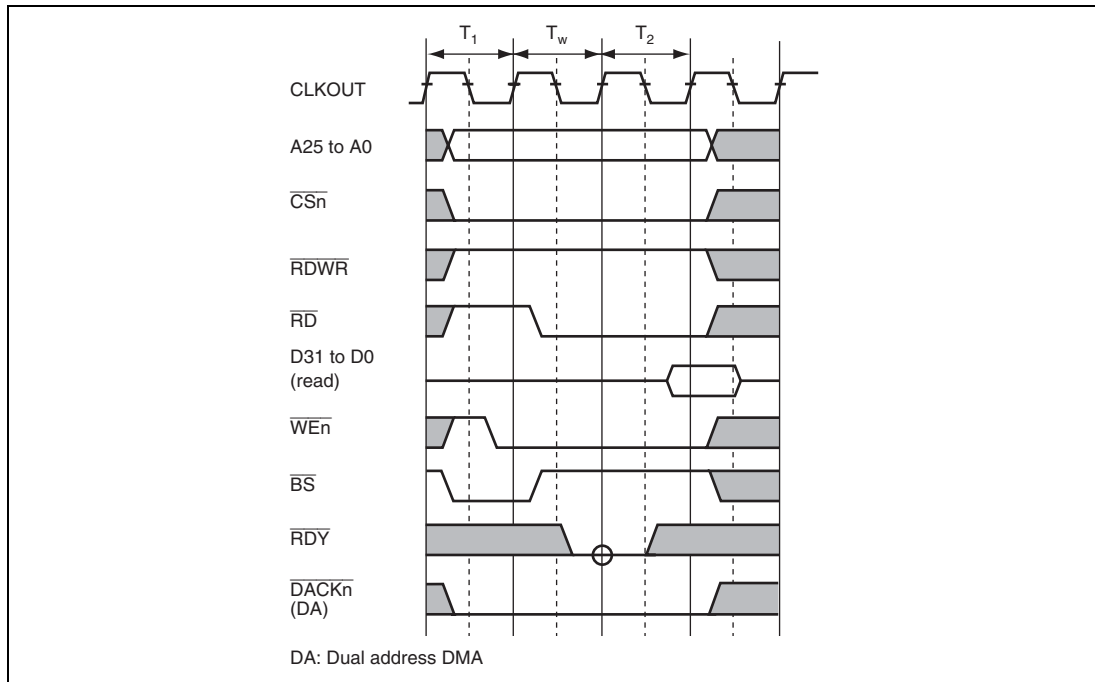 T1 Tw T2
CLKOUT
A25 to A0
CSn
RDWR
RD
D31 to D0
(read)
WEn
BS
RDY
DACKn
(DA)
DA: Dual address DMA